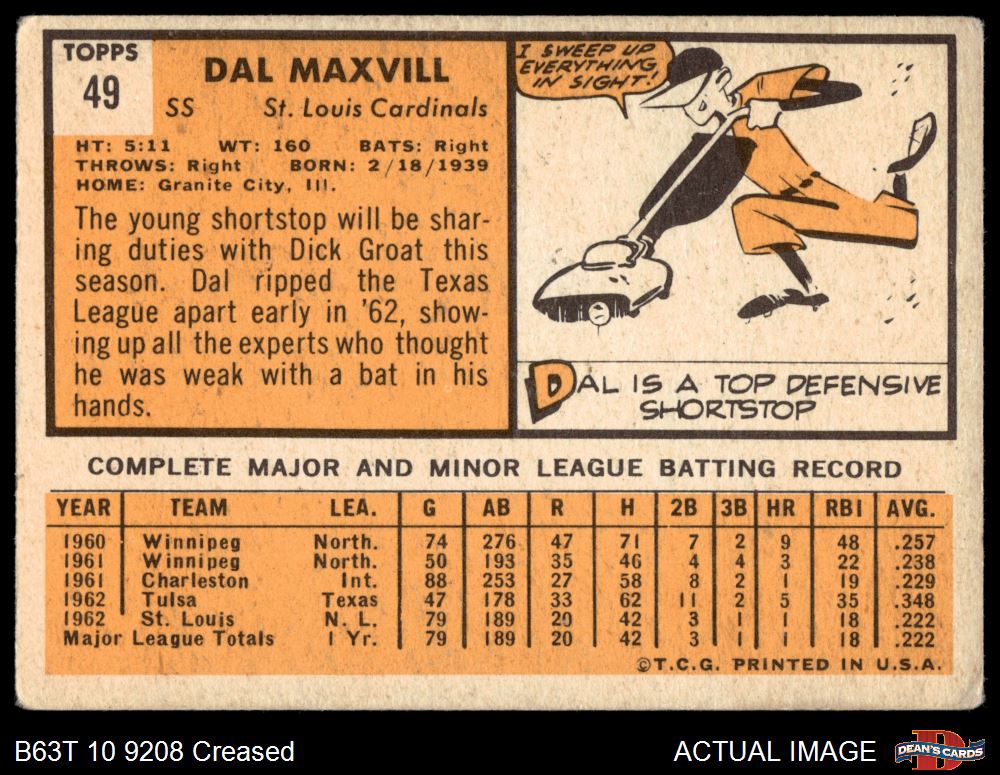 TOPPS
49
DAL MAXVILL
SS St. Louis Cardinals
HT: 5:11 WT: 160 BATS: Right
THROWS: Right BORN: 2/18/1939
HOME: Granite City, Ill.
The young shortstop will be shar-
ing duties with Dick Groat this
season. Dal ripped the Texas
League apart early in '62, show-
ing up all the experts who thought
he was weak with a bat in his
hands.
I SWEEP UP
EVERYTHING
IN SIGHT!
DAL IS A TOP DEFENSIVE
SHORTSTOP
COMPLETE MAJOR AND MINOR LEAGUE BATTING RECORD
YEAR TEAM LEA. G AB R H 2B 3B HR RBI AVG.
1960 Winnipeg North. 74 276 47 71 7 2 9 48 .257
1961 Winnipeg North. 50 193 35 46 4 4 3 22 .238
1961 Charleston Int. 88 253 27 58 8 2 1 19 .229
1962 Tulsa Texas 47 178 33 62 11 2 5 35 .348
1962 St. Louis N. L. 79 189 20 42 3 1 1 18 .222
Major League Totals 1 Yr. 79 189 20 42 3 1 1 18 .222
©T.C.G. PRINTED IN U.S.A.
B63T 10 9208 Creased
ACTUAL IMAGE
D
DEAN'S CARDS